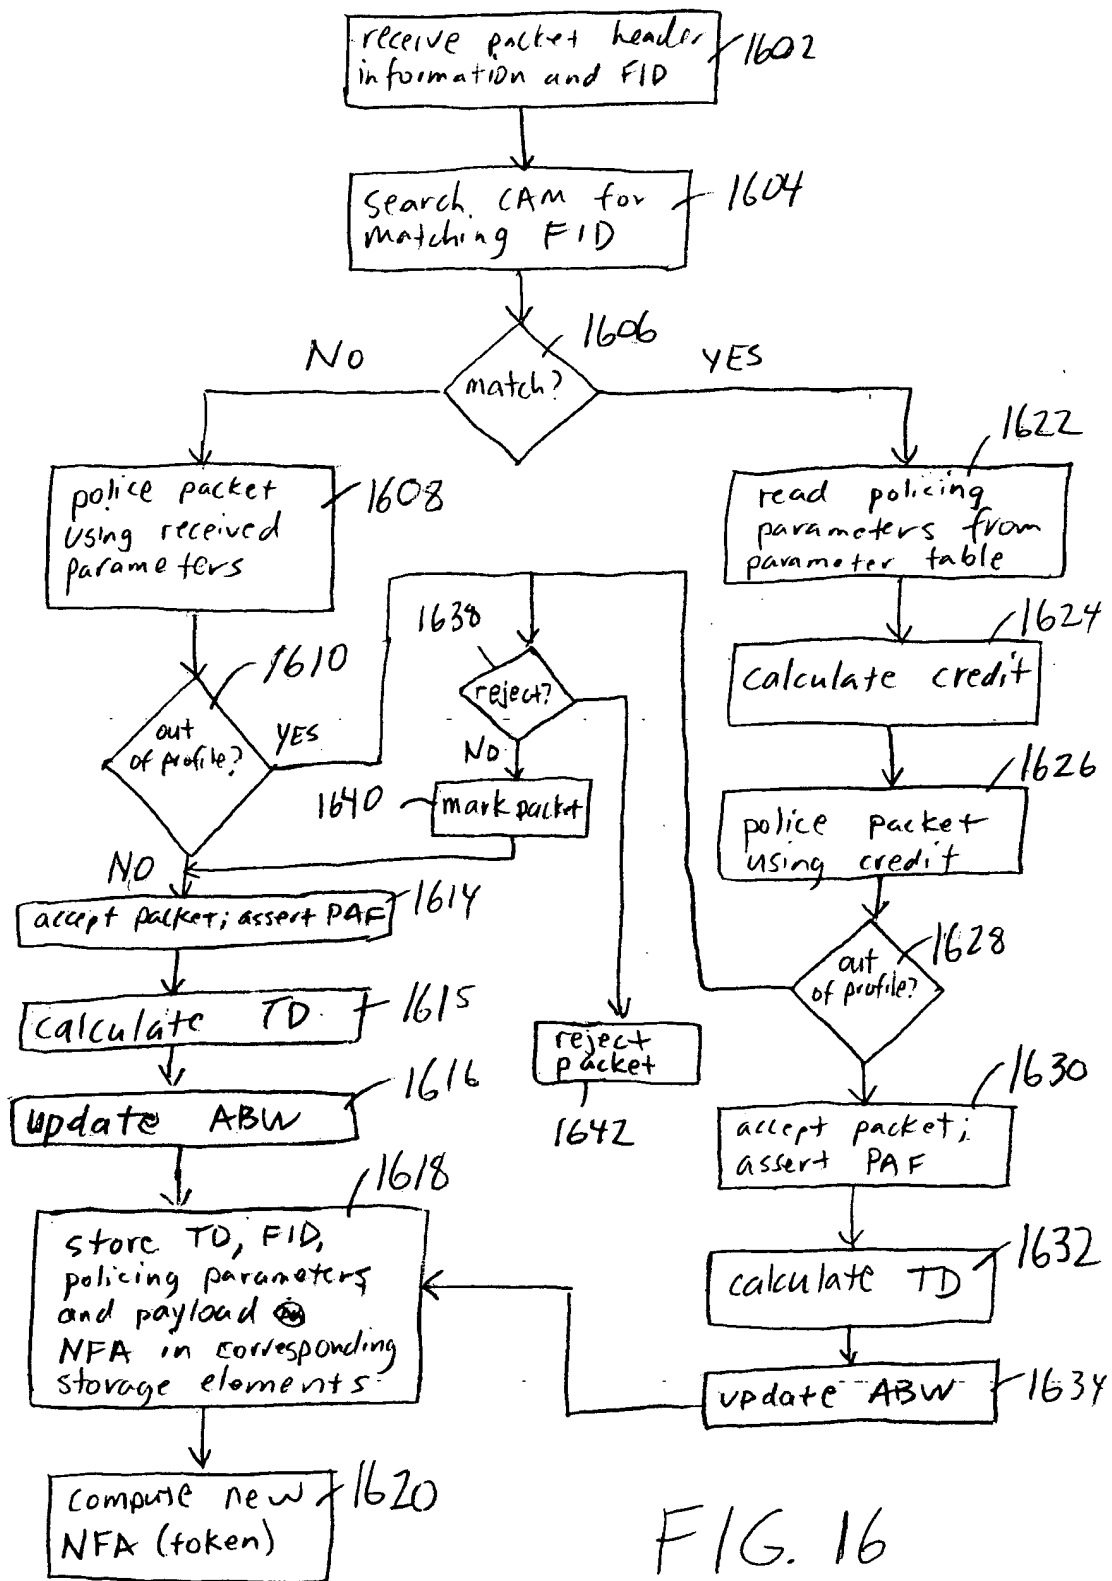 receive packet header
information and FID
1602
search CAM for
matching FID
1604
1606
NO
match?
YES
1622
police packet
using received
parameters
1608
read policing
parameters from
parameter table
1638
1624
1610
reject?
calculate credit
out
of profile?
YES
NO
1626
1640
mark packet
police packet
using credit
NO
accept packet; assert PAF
1614
1628
out
of profile?
calculate TD
1615
reject
packet
1616
1630
update ABW
1642
accept packet;
assert PAF
1618
store TD, FID,
policing parameters
and payload
NFA in corresponding
storage elements
1632
calculate TD
update ABW
1634
compute new
NFA (token)
1620
FIG. 16